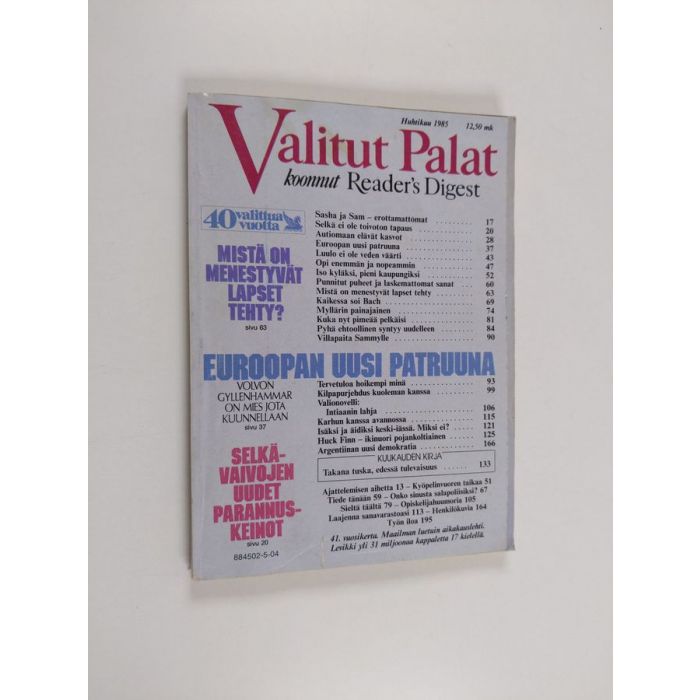 Huhtikuu 1985 12,50 mk
Valitut Palat
koonnut Reader's Digest
40 valittua vuotta
MISTÄ ON
MENESTYVÄT
LAPSET
TEHTY?
sivu 63
Sasha ja Sam – erottamattomat .......... 17
Selkä ei ole toivoton tapaus .......... 20
Autiomaan elävät kasvot .......... 28
Euroopan uusi patruuna .......... 37
Luulo ei ole veden väärti .......... 43
Opi enemmän ja nopeammin .......... 47
Iso kyläksi, pieni kaupungiksi .......... 52
Punnitut puheet ja laskemattomat sanat .... 60
Mistä on menestyvät lapset tehty .......... 63
Kaikessa soi Bach .......... 69
Myllärin painajainen .......... 74
Kuka nyt pimeää pelkäisi .......... 81
Pyhä ehtoollinen syntyy uudelleen .......... 84
Villapaita Sammylle .......... 90
EUROOPAN UUSI PATRUUNA
VOLVON
GYLLENHAMMAR
ON MIES JOTA
KUUNNELLAAN
sivu 37
Tervetuloa hoikempi minä .......... 93
Kilpapurjehdus kuoleman kanssa .......... 99
Valionovelli:
Intiaanin lahja .......... 106
Karhun kanssa avannossa .......... 115
Isäksi ja äidiksi keski-iässä. Miksi ei? ..... 121
Huck Finn – ikinuori pojankoltiainen ..... 125
Argentiinan uusi demokratia .......... 166
KUUKAUDEN KIRJA
Takana tuska, edessä tulevaisuus ...... 133
SELKÄ-
VAIVOJEN
UUDET
PARANNUS-
KEINOT
sivu 20
884502-5-04
Ajattelemisen aihetta 13 – Kyöpelinvuoren taikaa 51
Tiede tänään 59 – Onko sinusta salapoliisiksi? 67
Sieltä täältä 79 – Opiskelijahuumoria 105
Laajenna sanavarastoasi 113 – Henkilökuvia 164
Työn iloa 195
41. vuosikerta. Maailman luetuin aikakauslehti.
Levikki yli 31 miljoonaa kappaletta 17 kielellä.